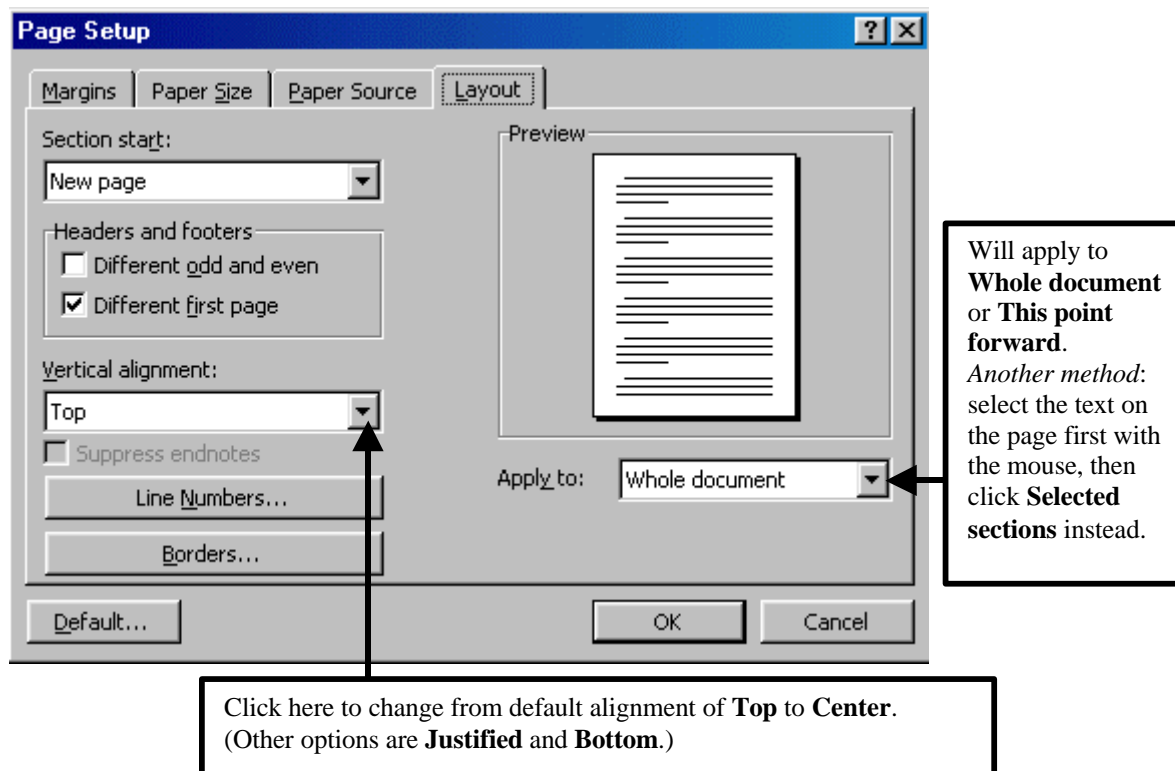 Page Setup
Margins
Paper Size
Paper Source
Layout
Section start:
New page
Headers and footers
Different odd and even
Different first page
Vertical alignment:
Top
Suppress endnotes
Line Numbers...
Borders...
Preview
Apply to:
Whole document
Default...
OK
Cancel
Will apply to
Whole document
or This point
forward.
Another method:
select the text on
the page first with
the mouse, then
click Selected
sections instead.
Click here to change from default alignment of Top to Center.
(Other options are Justified and Bottom.)